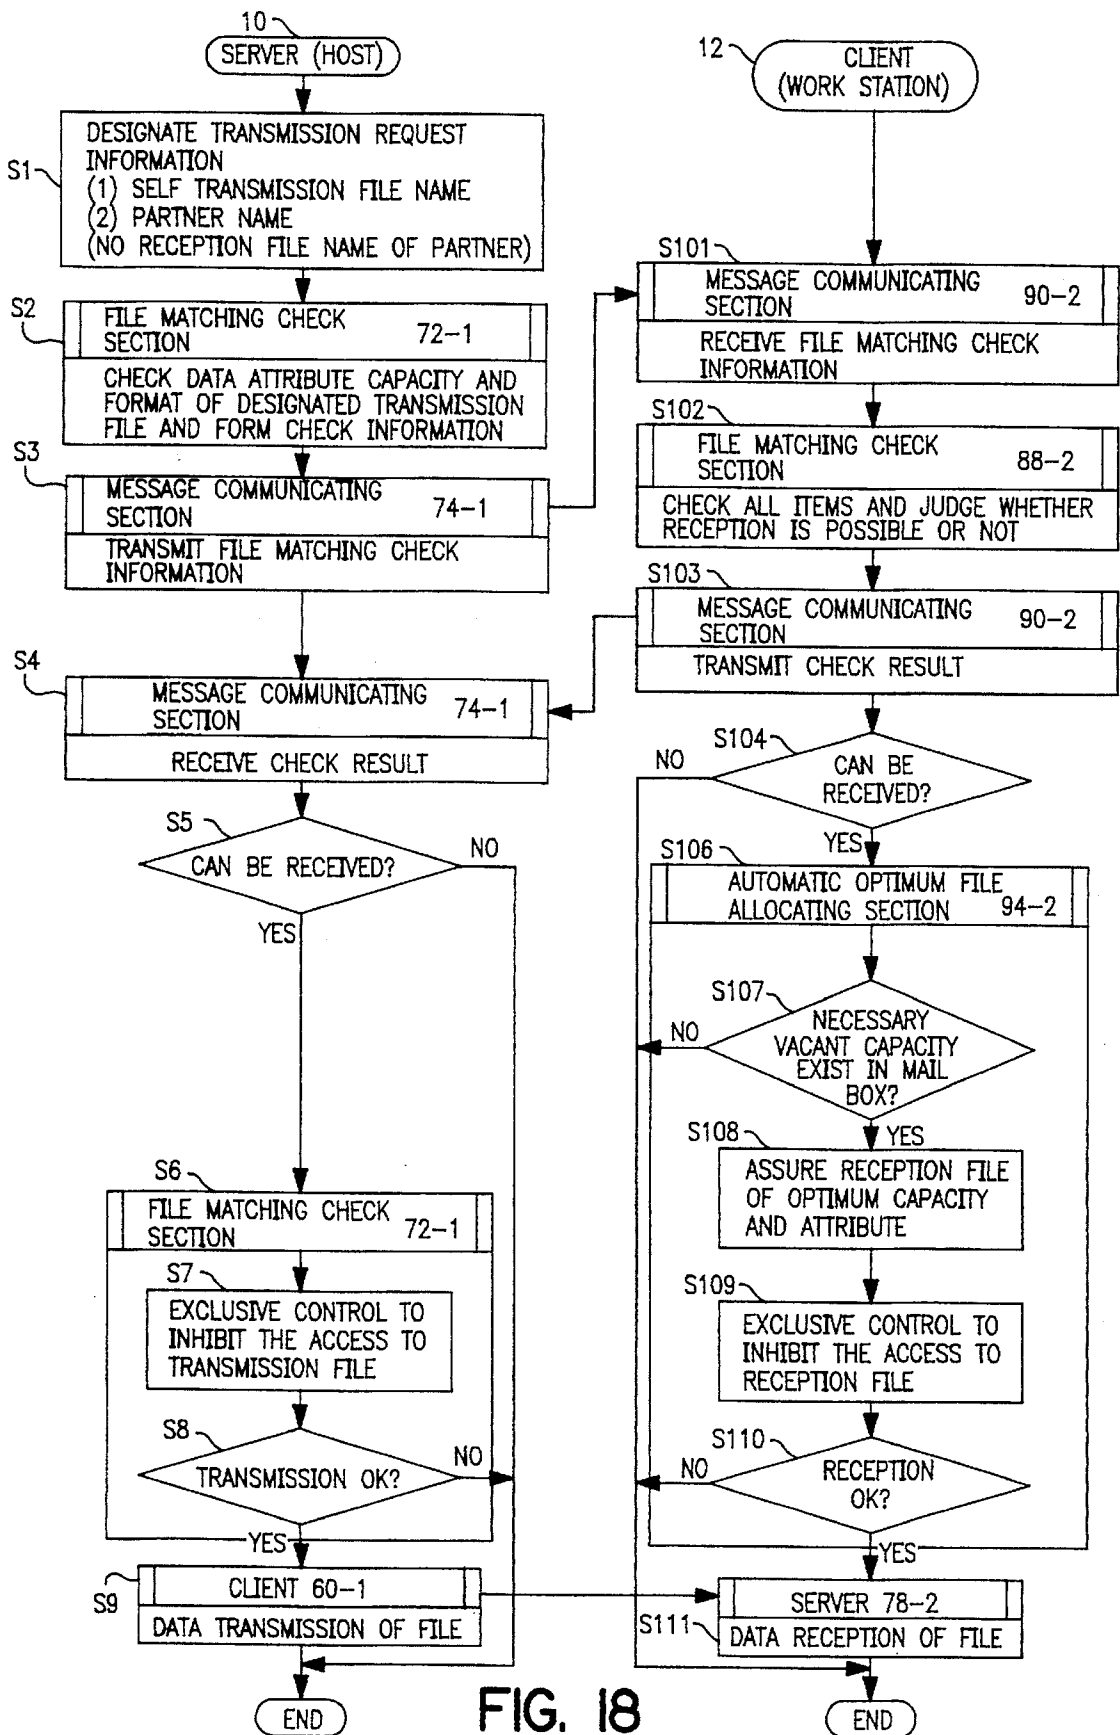 10
SERVER (HOST)
S1
DESIGNATE TRANSMISSION REQUEST
INFORMATION
(1) SELF TRANSMISSION FILE NAME
(2) PARTNER NAME
(NO RECEPTION FILE NAME OF PARTNER)
S2
FILE MATCHING CHECK
SECTION 72-1
CHECK DATA ATTRIBUTE CAPACITY AND
FORMAT OF DESIGNATED TRANSMISSION
FILE AND FORM CHECK INFORMATION
S3
MESSAGE COMMUNICATING
SECTION 74-1
TRANSMIT FILE MATCHING CHECK
INFORMATION
S4
MESSAGE COMMUNICATING
SECTION 74-1
RECEIVE CHECK RESULT
S5
CAN BE RECEIVED?
NO
YES
S6
FILE MATCHING CHECK
SECTION 72-1
S7
EXCLUSIVE CONTROL TO
INHIBIT THE ACCESS TO
TRANSMISSION FILE
S8
TRANSMISSION OK?
NO
YES
S9
CLIENT 60-1
DATA TRANSMISSION OF FILE
END
12
CLIENT
(WORK STATION)
S101
MESSAGE COMMUNICATING
SECTION 90-2
RECEIVE FILE MATCHING CHECK
INFORMATION
S102
FILE MATCHING CHECK
SECTION 88-2
CHECK ALL ITEMS AND JUDGE WHETHER
RECEPTION IS POSSIBLE OR NOT
S103
MESSAGE COMMUNICATING
SECTION 90-2
TRANSMIT CHECK RESULT
S104
NO
CAN BE
RECEIVED?
YES
S106
AUTOMATIC OPTIMUM FILE
ALLOCATING SECTION 94-2
S107
NO
NECESSARY
VACANT CAPACITY
EXIST IN MAIL
BOX?
YES
S108
ASSURE RECEPTION FILE
OF OPTIMUM CAPACITY
AND ATTRIBUTE
S109
EXCLUSIVE CONTROL TO
INHIBIT THE ACCESS TO
RECEPTION FILE
S110
NO
RECEPTION
OK?
YES
SERVER 78-2
S111
DATA RECEPTION OF FILE
END
FIG. 18